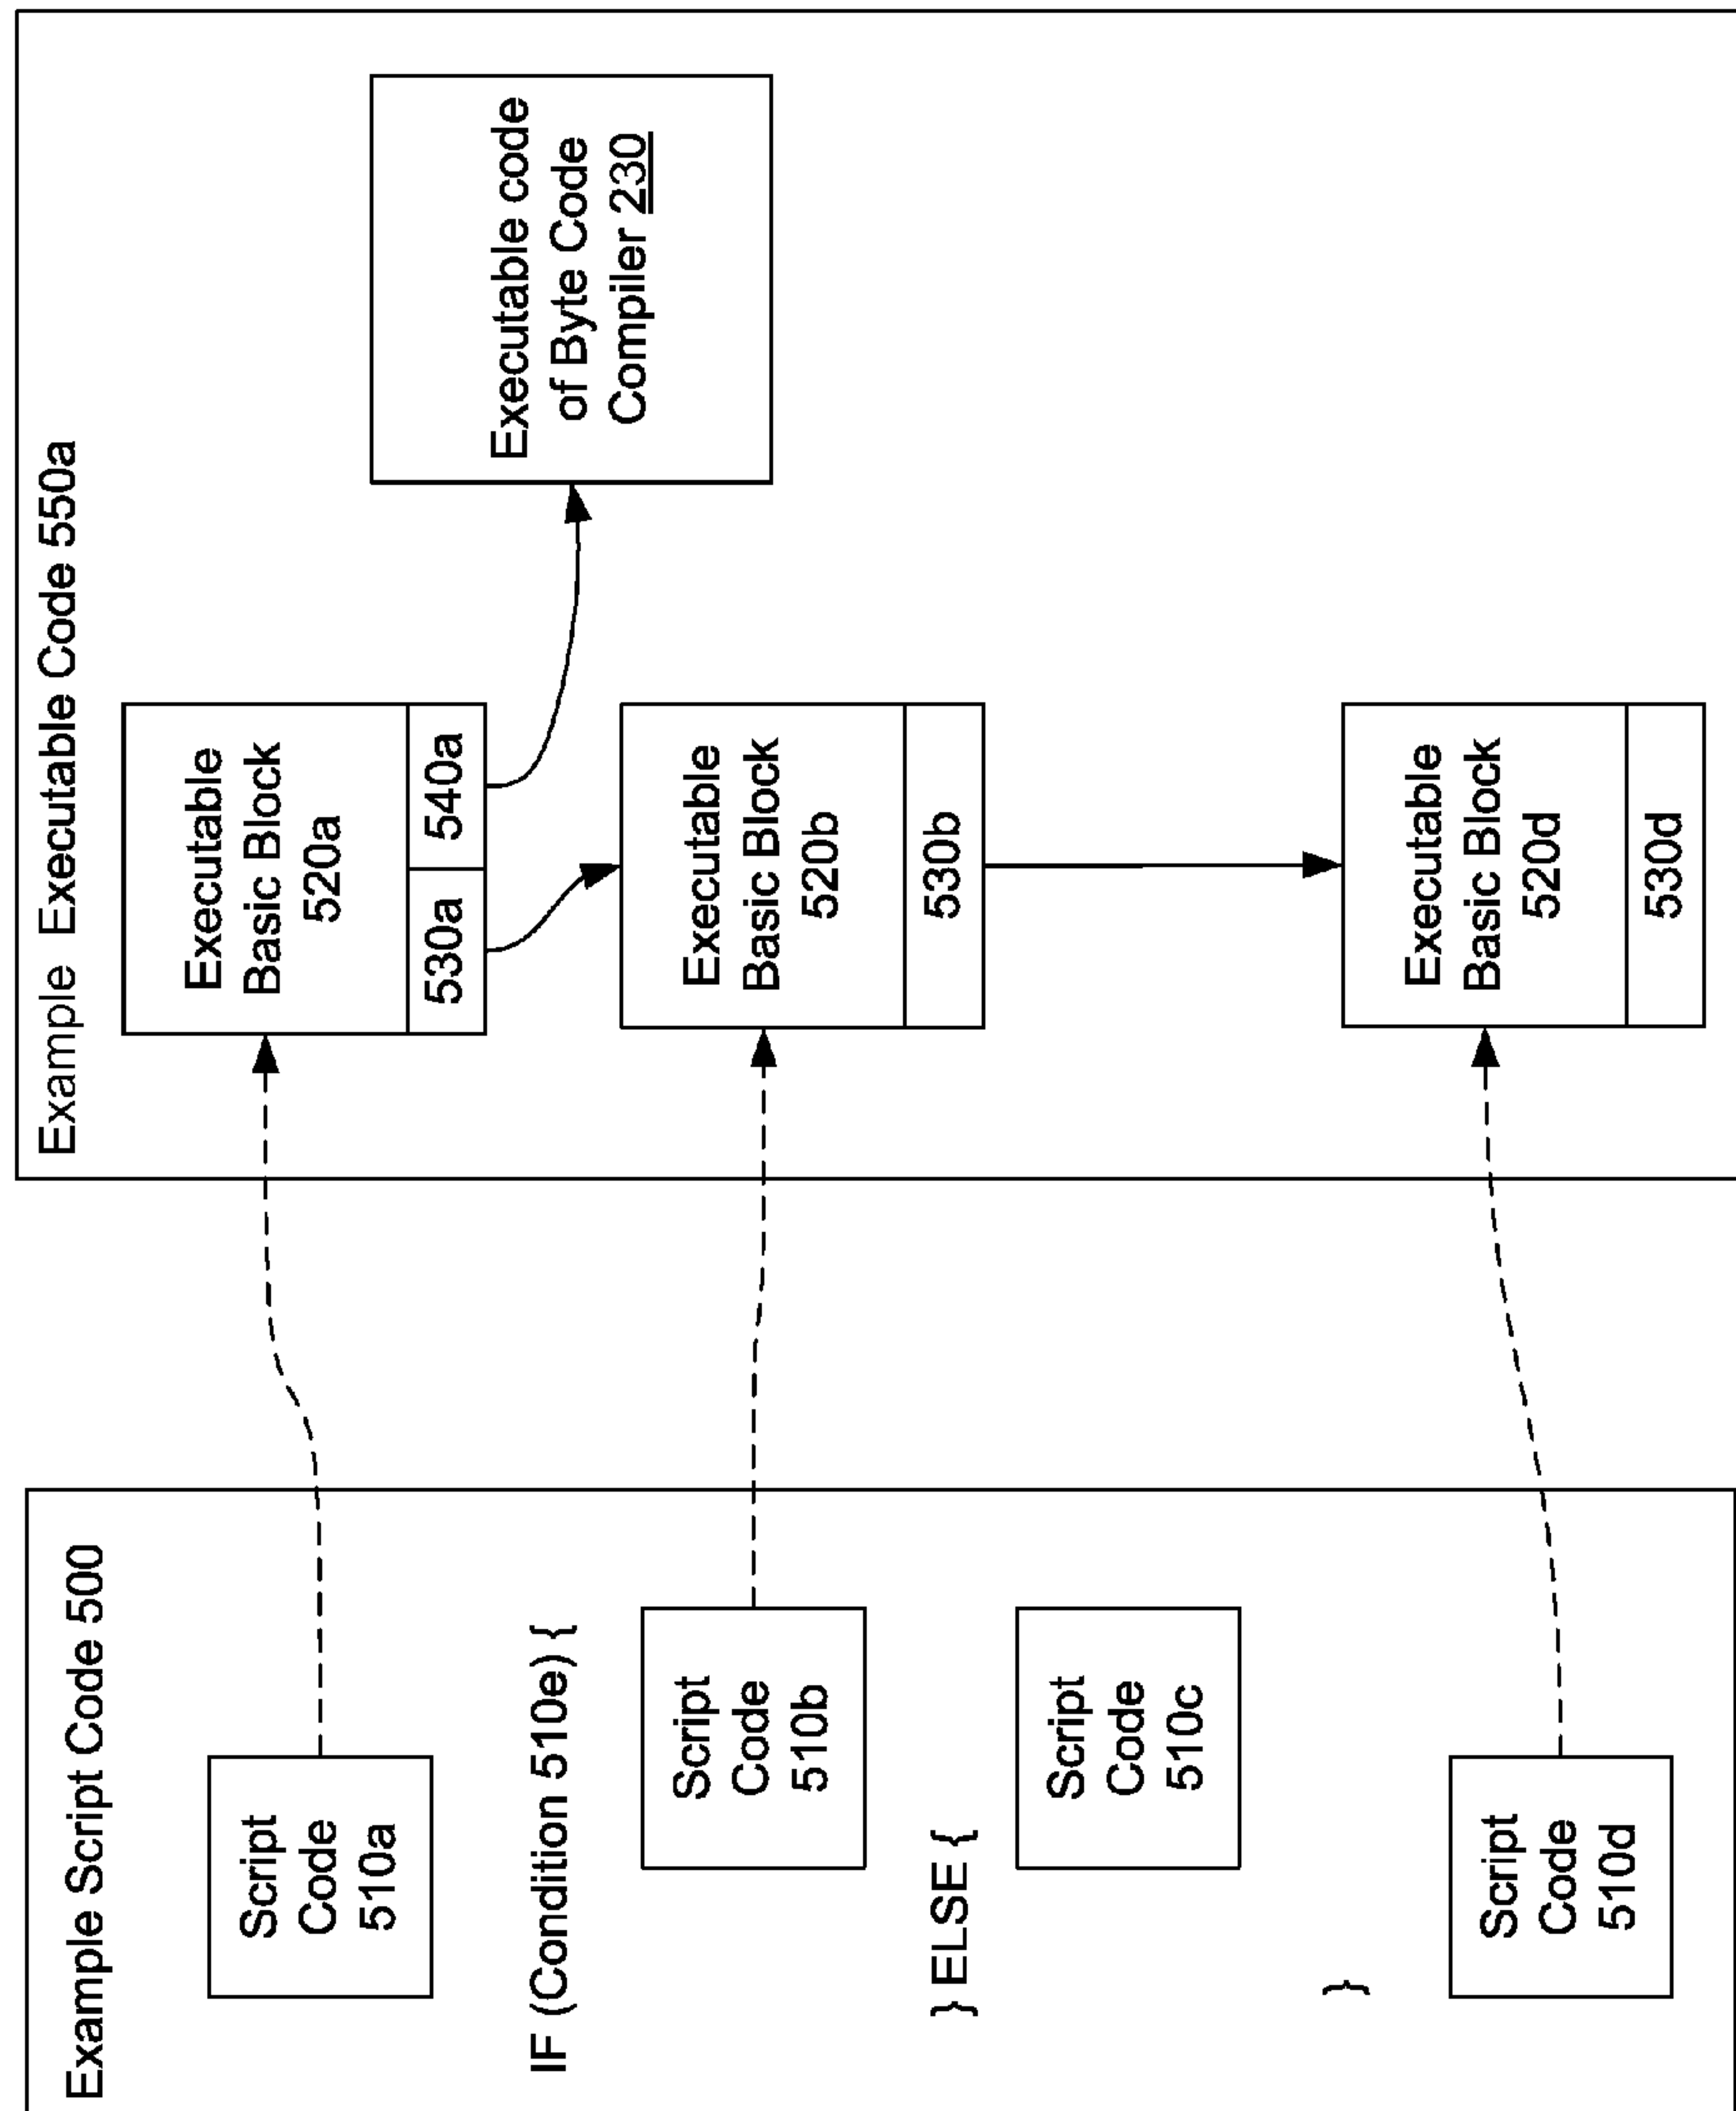 Example Script Code 500
Script
Code
510a
IF (Condition 510e) {
Script
Code
510b
} ELSE {
Script
Code
510c
}
Script
Code
510d
Example Executable Code 550a
Executable
Basic Block
520a
530a
540a
Executable code
of Byte Code
Compiler 230
Executable
Basic Block
520b
530b
Executable
Basic Block
520d
530d